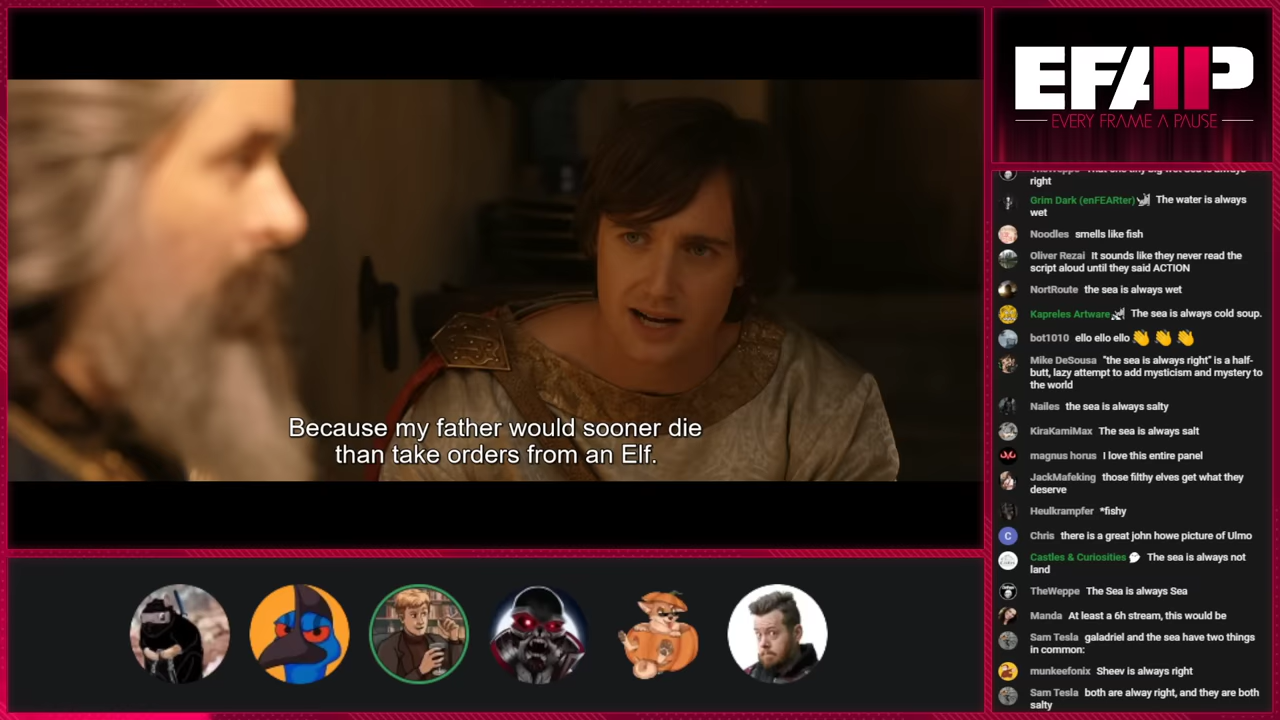 Because my father would sooner die
than take orders from an Elf.
EFAP
EVERY FRAME A PAUSE
right
Grim Dark (enFEARter) The water is always
wet
Noodles smells like fish
Oliver Rezai It sounds like they never read the
script aloud until they said ACTION
NortRoute the sea is always wet
Kapreles Artware The sea is always cold soup.
bot1010 ello ello ello 👋 👋 👋
Mike DeSousa "the sea is always right" is a half-
butt, lazy attempt to add mysticism and mystery to
the world
Nailes the sea is always salty
KiraKamiMax The sea is always salt
magnus horus I love this entire panel
JackMafeking those filthy elves get what they
deserve
Heulkrampfer *fishy
C
Chris there is a great john howe picture of Ulmo
Castles & Curiosities The sea is always not
land
TheWeppe The Sea is always Sea
Manda At least a 6h stream, this would be
Sam Tesla galadriel and the sea have two things
in common:
munkeefonix Sheev is always right
Sam Tesla both are alway right, and they are both
salty